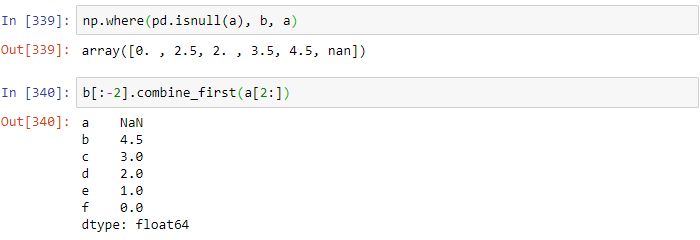 In [339]: np.where(pd.isnull(a), b, a)
Out[339]: array([0. , 2.5, 2. , 3.5, 4.5, nan])
In [340]: b[:-2].combine_first(a[2:])
Out[340]: a    NaN
b    4.5
c    3.0
d    2.0
e    1.0
f    0.0
dtype: float64